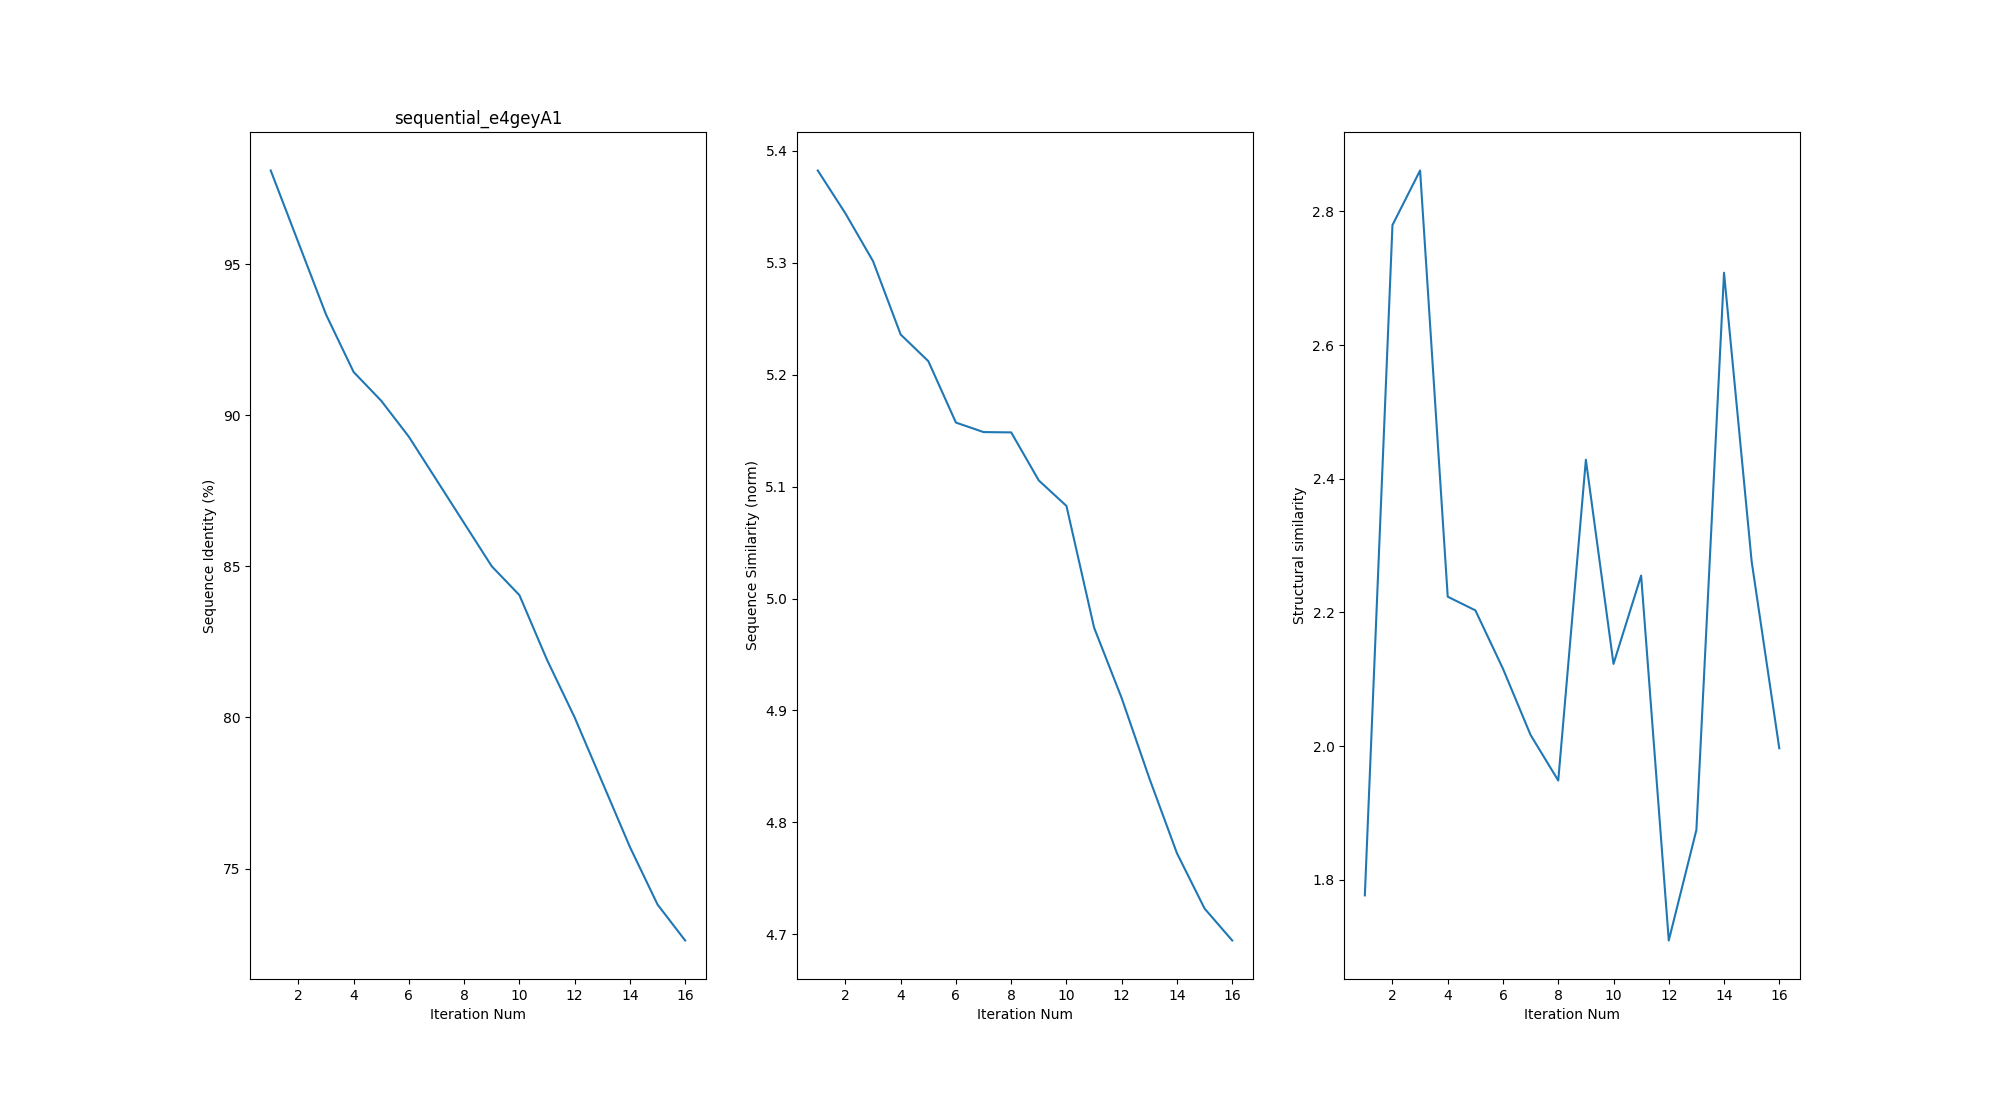 sequential_e4geyA1
Sequence Identity (%)
95
90
85
80
75
2 4 6 8 10 12 14 16
Iteration Num
Sequence Similarity (norm)
5.4
5.3
5.2
5.1
5.0
4.9
4.8
4.7
2 4 6 8 10 12 14 16
Iteration Num
Structural similarity
2.8
2.6
2.4
2.2
2.0
1.8
2 4 6 8 10 12 14 16
Iteration Num